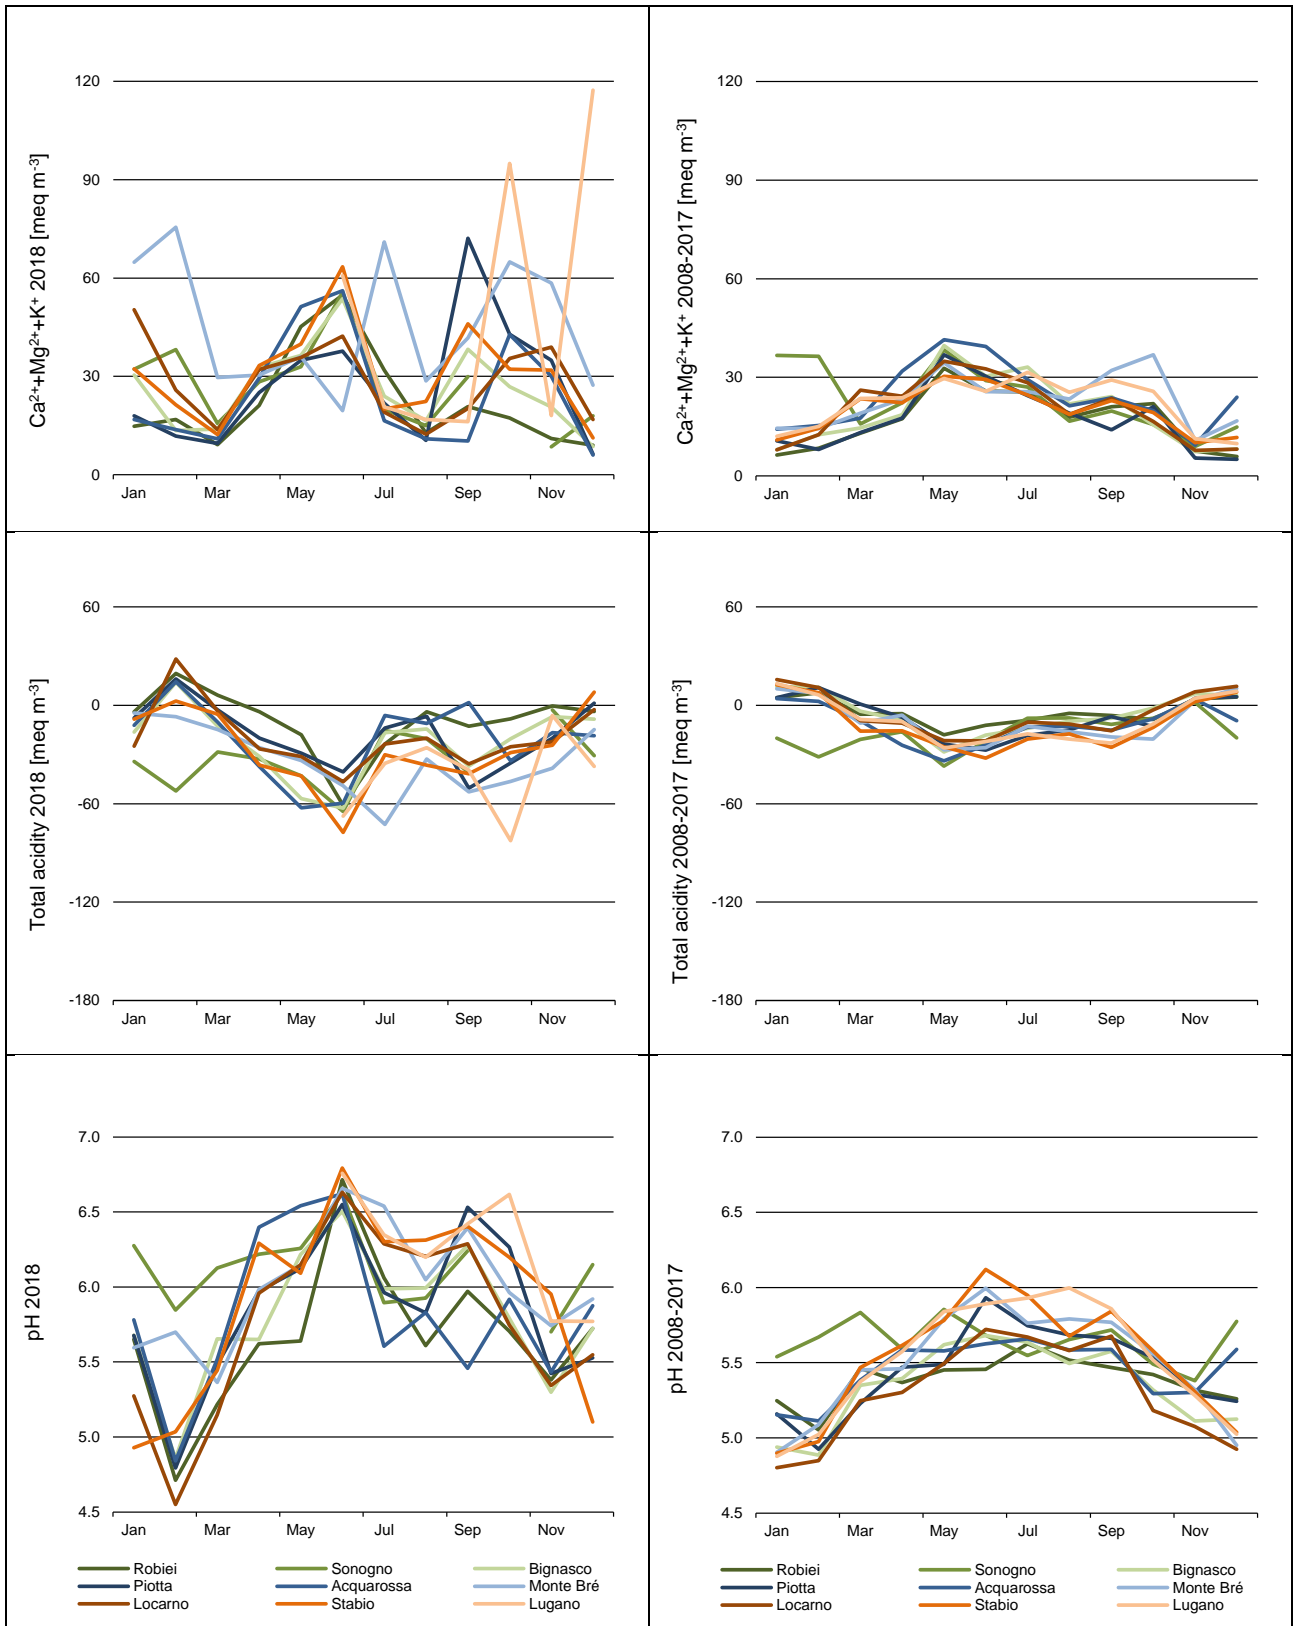 Ca²⁺+Mg²⁺+K⁺ 2018 [meq m⁻³]
120
90
60
30
0
Jan Mar May Jul Sep Nov
Ca²⁺+Mg²⁺+K⁺ 2008-2017 [meq m⁻³]
120
90
60
30
0
Jan Mar May Jul Sep Nov
Total acidity 2018 [meq m⁻³]
60
0
-60
-120
-180
Jan Mar May Jul Sep Nov
Total acidity 2008-2017 [meq m⁻³]
60
0
-60
-120
-180
Jan Mar May Jul Sep Nov
pH 2018
7.0
6.5
6.0
5.5
5.0
4.5
Jan Mar May Jul Sep Nov
Robiei Sonogno Bignasco
Piotta Acquarossa Monte Bré
Locarno Stabio Lugano
pH 2008-2017
7.0
6.5
6.0
5.5
5.0
4.5
Jan Mar May Jul Sep Nov
Robiei Sonogno Bignasco
Piotta Acquarossa Monte Bré
Locarno Stabio Lugano